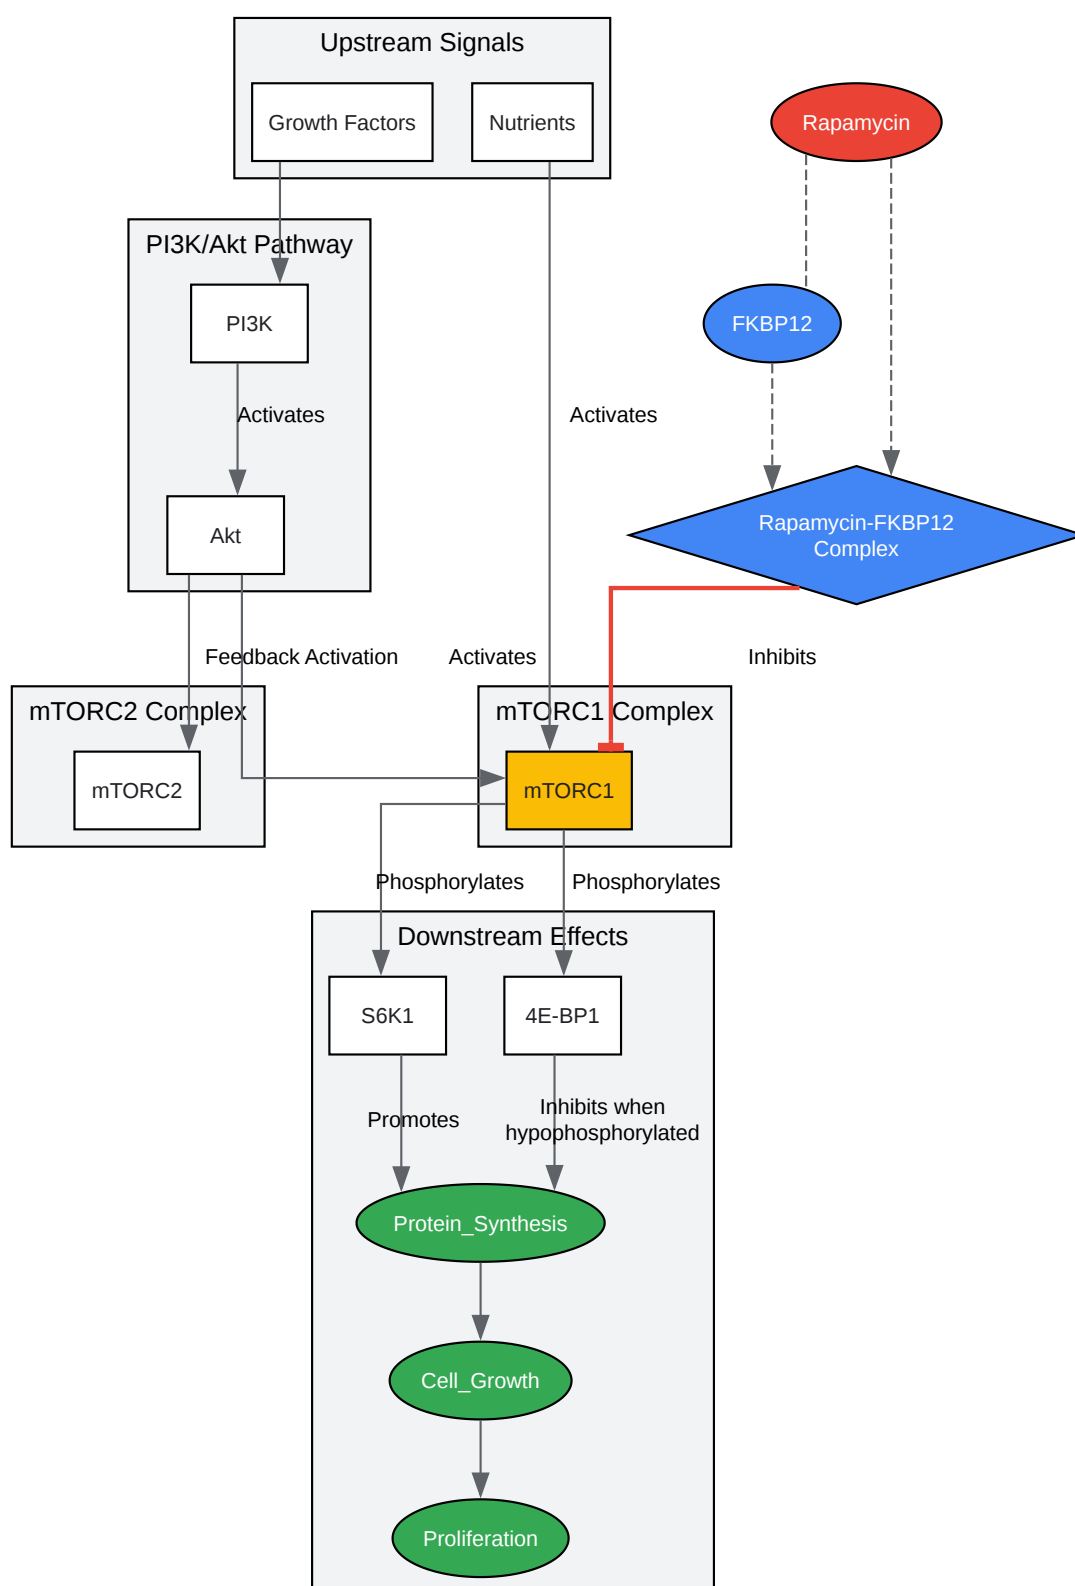 Upstream Signals
Growth Factors
Nutrients
Rapamycin
PI3K/Akt Pathway
PI3K
FKBP12
Activates
Activates
Rapamycin-FKBP12
Complex
Akt
Feedback Activation
Activates
Inhibits
mTORC2 Complex
mTORC1 Complex
mTORC2
mTORC1
Phosphorylates
Phosphorylates
Downstream Effects
S6K1
4E-BP1
Promotes
Inhibits when
hypophosphorylated
Protein_Synthesis
Cell_Growth
Proliferation